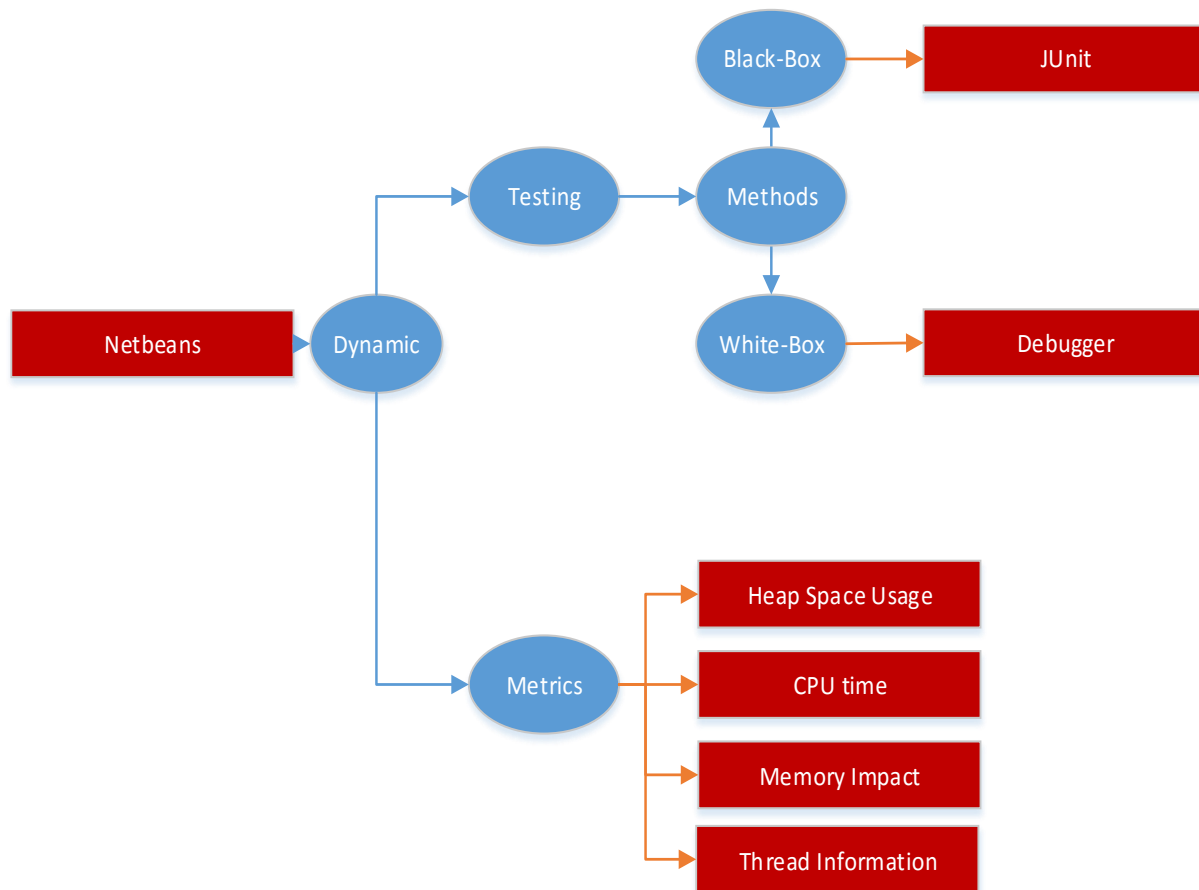 Black-Box
JUnit
Testing
Methods
Netbeans
Dynamic
White-Box
Debugger
Heap Space Usage
Metrics
CPU time
Memory Impact
Thread Information